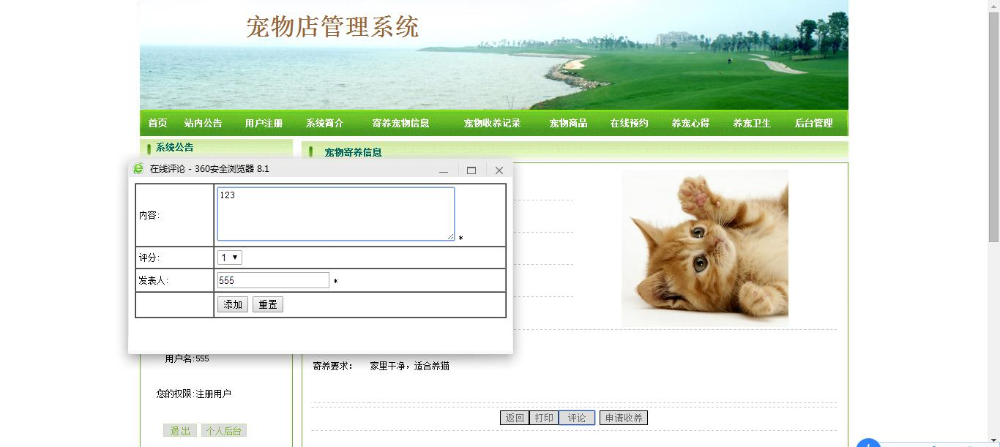 宠物店管理系统
首页 站内公告 用户注册 系统简介 寄养宠物信息 宠物收养记录 宠物商品 在线预约 养宠心得 养宠卫生 后台管理
系统公告
宠物寄养信息
在线评论 - 360安全浏览器 8.1
内容:
123
*
评分:
1
发表人:
555 *
添加 重置
用户名:555
您的权限:注册用户
退出 个人后台
寄养要求： 家里干净，适合养猫
返回 打印 评论 申请收养